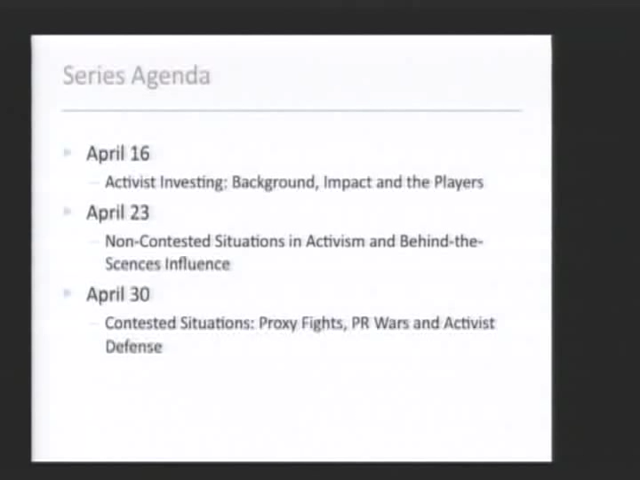 Series Agenda
April 16
– Activist Investing: Background, Impact and the Players
April 23
– Non-Contested Situations in Activism and Behind-the-
Scences Influence
April 30
– Contested Situations: Proxy Fights, PR Wars and Activist
Defense